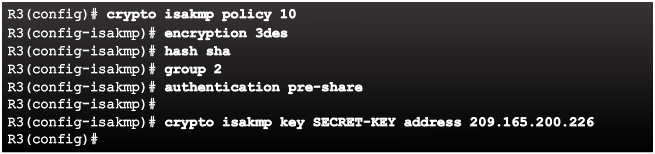 R3(config)# crypto isakmp policy 10
R3(config-isakmp)# encryption 3des
R3(config-isakmp)# hash sha
R3(config-isakmp)# group 2
R3(config-isakmp)# authentication pre-share
R3(config-isakmp)#
R3(config-isakmp)# crypto isakmp key SECRET-KEY address 209.165.200.226
R3(config)#